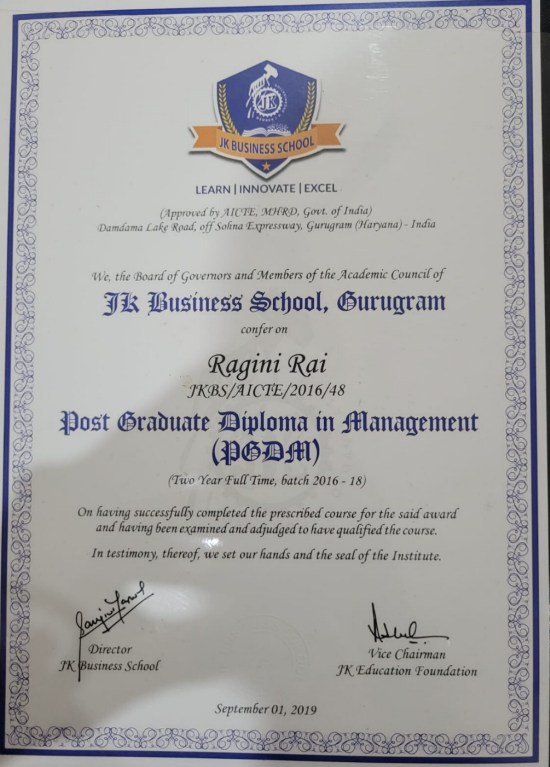 JK
JK BUSINESS SCHOOL
LEARN | INNOVATE | EXCEL
(Approved by AICTE, MHRD, Govt. of India)
Damdama Lake Road, off Sohna Expressway, Gurugram (Haryana) - India
We, the Board of Governors and Members of the Academic Council of
JK Business School, Gurugram
confer on
Ragini Rai
JKBS/AICTE/2016/48
Post Graduate Diploma in Management
(PGDM)
(Two Year Full Time, batch 2016 - 18)
On having successfully completed the prescribed course for the said award
and having been examined and adjudged to have qualified the course.
In testimony, thereof, we set our hands and the seal of the Institute.
Director
JK Business School
Vice Chairman
JK Education Foundation
September 01, 2019